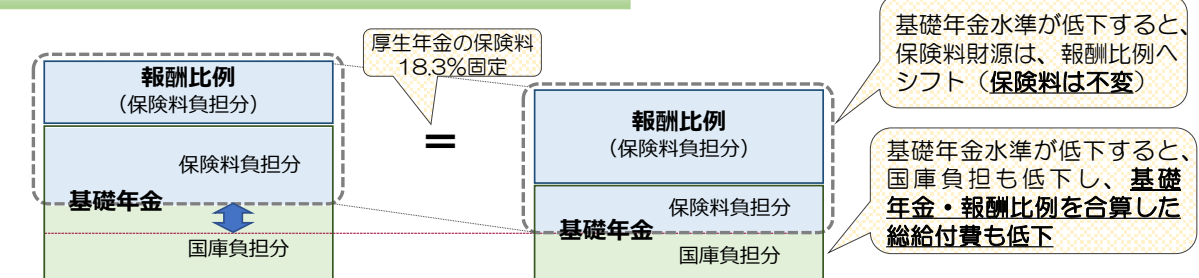 厚生年金の保険料
18.3%固定
報酬比例
（保険料負担分）
保険料負担分
基礎年金
国庫負担分
＝
報酬比例
（保険料負担分）
保険料負担分
基礎年金
国庫負担分
基礎年金水準が低下すると、
保険料財源は、報酬比例へ
シフト（保険料は不変）
基礎年金水準が低下すると、
国庫負担も低下し、基礎
年金・報酬比例を合算した
総給付費も低下